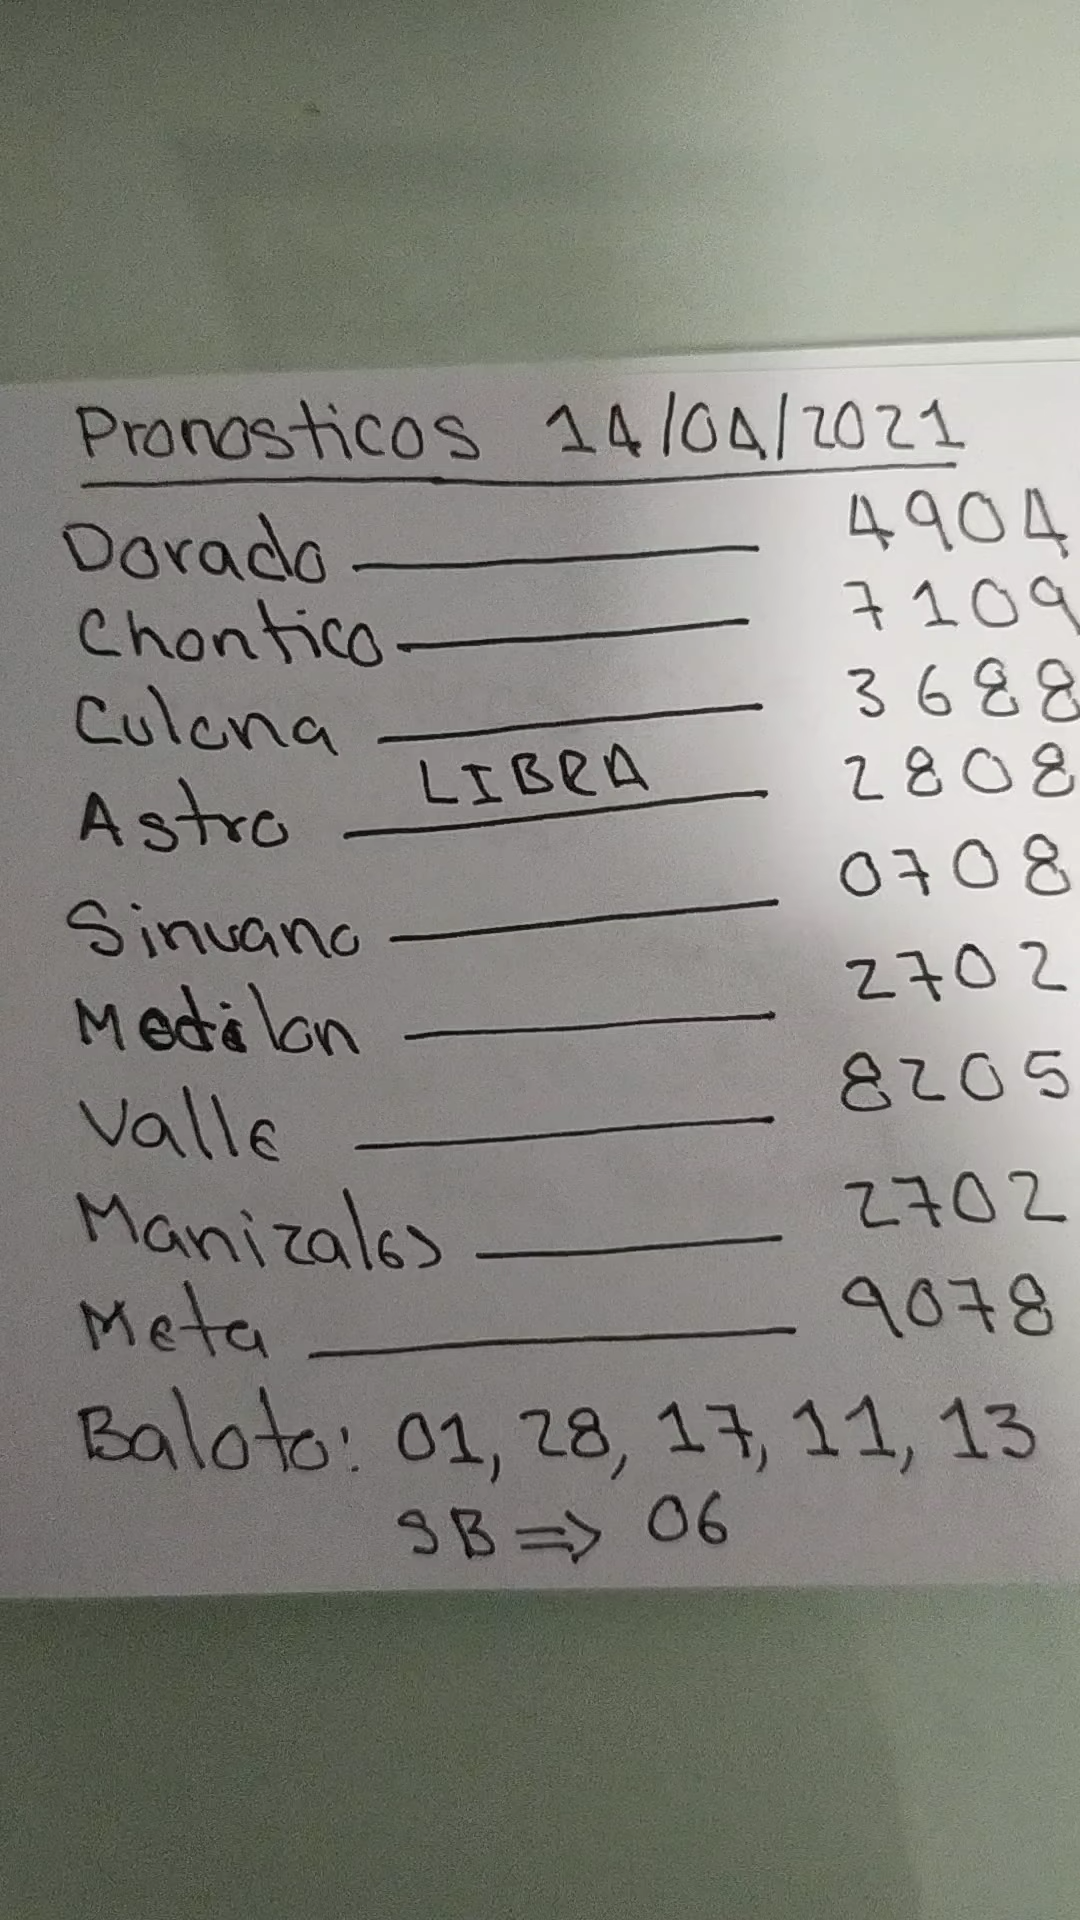 Pronosticos 14/04/2021
Dorado 4904
Chontico 7109
Culona 3688
Astro LIBRA 2808
Sinuano 0708
Medilon 2702
Valle 8205
Manizales 2702
Meta 9078
Baloto: 01, 28, 17, 11, 13
SB ⇒ 06